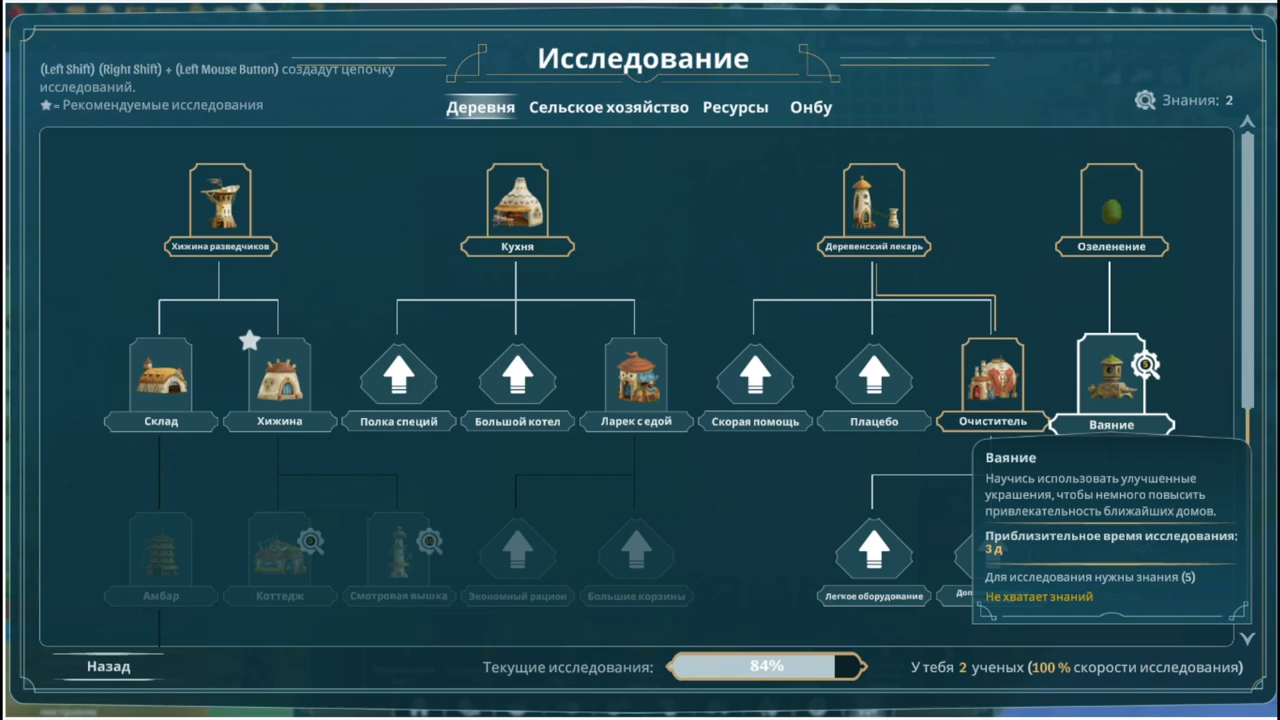 Исследование
(Left Shift) (Right Shift) + (Left Mouse Button) создадут цепочку
исследований.
= Рекомендуемые исследования
Деревня Сельское хозяйство Ресурсы Онбу
Знания: 2
Хижина разведчиков Кухня Деревенский лекарь Озеленение
Склад Хижина Полка специй Большой котел Ларек с едой Скорая помощь Плацебо Очиститель Ваяние
Ваяние
Научись использовать улучшенные
украшения, чтобы немного повысить
привлекательность ближайших домов.
Приблизительное время исследования:
3 д
Для исследования нужны знания (5)
Не хватает знаний
Амбар Коттедж Смотровая вышка Экономный рацион Большие корзины Легкое оборудование
Назад
Текущие исследования: 84%
У тебя 2 ученых (100 % скорости исследования)